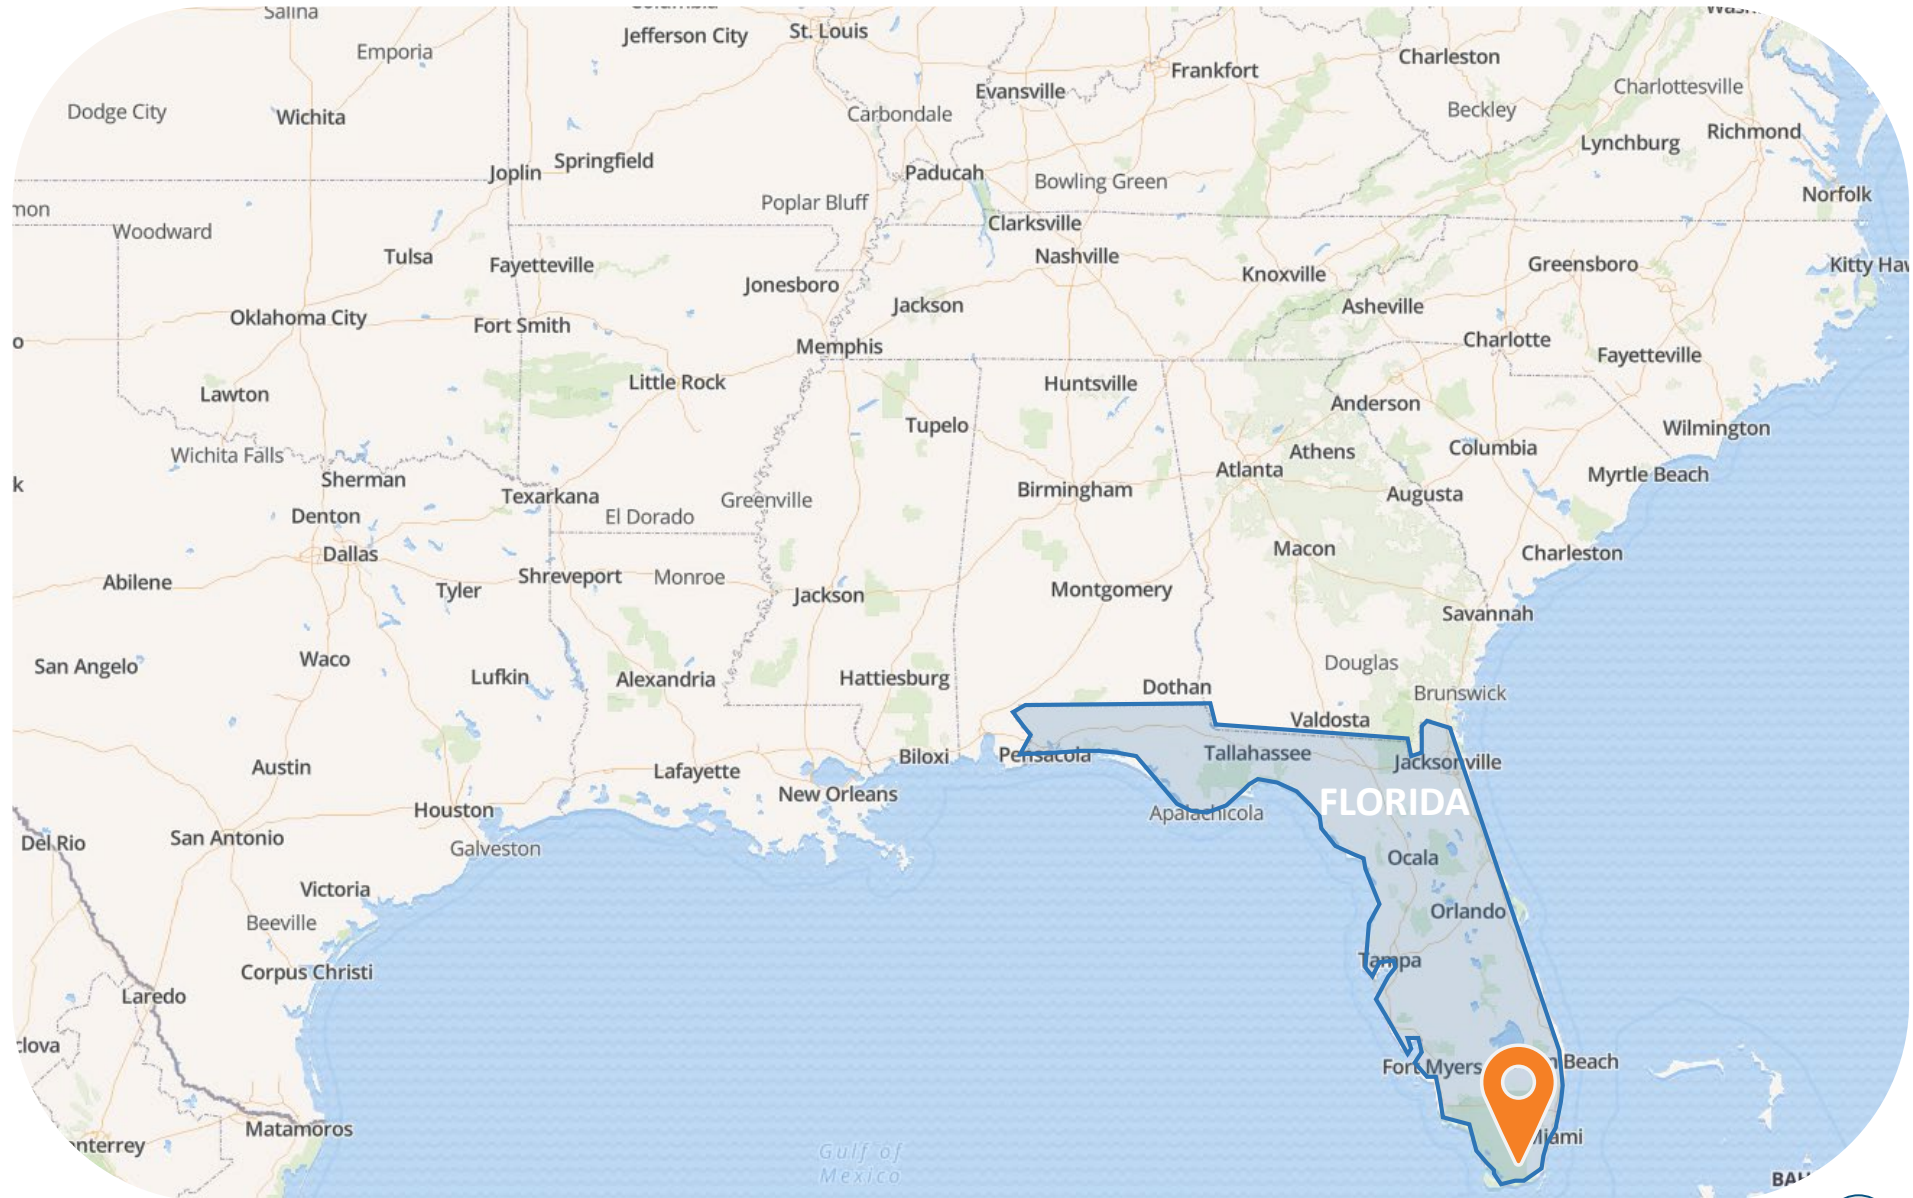 Salina
Jefferson City
St. Louis
Emporia
Charleston
Frankfort
Evansville
Charlottesville
Dodge City
Wichita
Carbondale
Beckley
Richmond
Lynchburg
Joplin
Springfield
Paducah
Bowling Green
Norfolk
Poplar Bluff
Woodward
Clarksville
Tulsa
Fayetteville
Nashville
Knoxville
Greensboro
Kitty Haw
Jonesboro
Jackson
Asheville
Oklahoma City
Fort Smith
Memphis
Charlotte
Fayetteville
Lawton
Little Rock
Huntsville
Anderson
Tupelo
Wilmington
Wichita Falls
Athens
Columbia
Sherman
Atlanta
Myrtle Beach
Texarkana
Greenville
Birmingham
Augusta
Denton
El Dorado
Dallas
Macon
Charleston
Abilene
Tyler
Shreveport
Monroe
Jackson
Montgomery
Savannah
San Angelo
Waco
Lufkin
Alexandria
Hattiesburg
Douglas
Dothan
Brunswick
Valdosta
Austin
Lafayette
Biloxi
Pensacola
Tallahassee
Jacksonville
New Orleans
FLORIDA
Houston
Apalachicola
Del Rio
San Antonio
Galveston
Ocala
Victoria
Beeville
Orlando
Corpus Christi
Tampa
Laredo
clova
Fort Myers
Beach
Matamoros
Miami
nterrey
Gulf of
Mexico
BAH